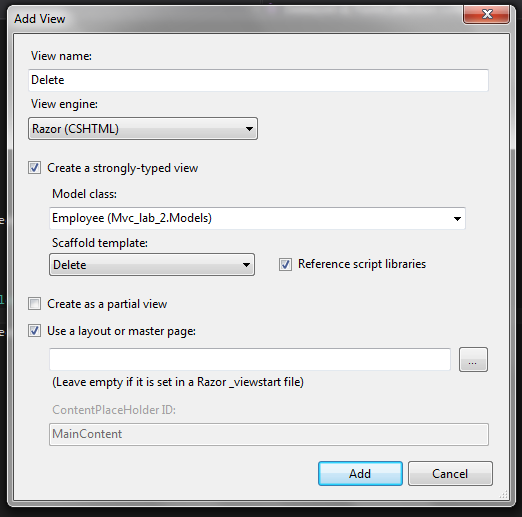 Add View
View name:
Delete
View engine:
Razor (CSHTML)
Create a strongly-typed view
Model class:
Employee (Mvc_lab_2.Models)
Scaffold template:
Delete
Reference script libraries
Create as a partial view
Use a layout or master page:
...
(Leave empty if it is set in a Razor _viewstart file)
ContentPlaceHolder ID:
MainContent
Add Cancel